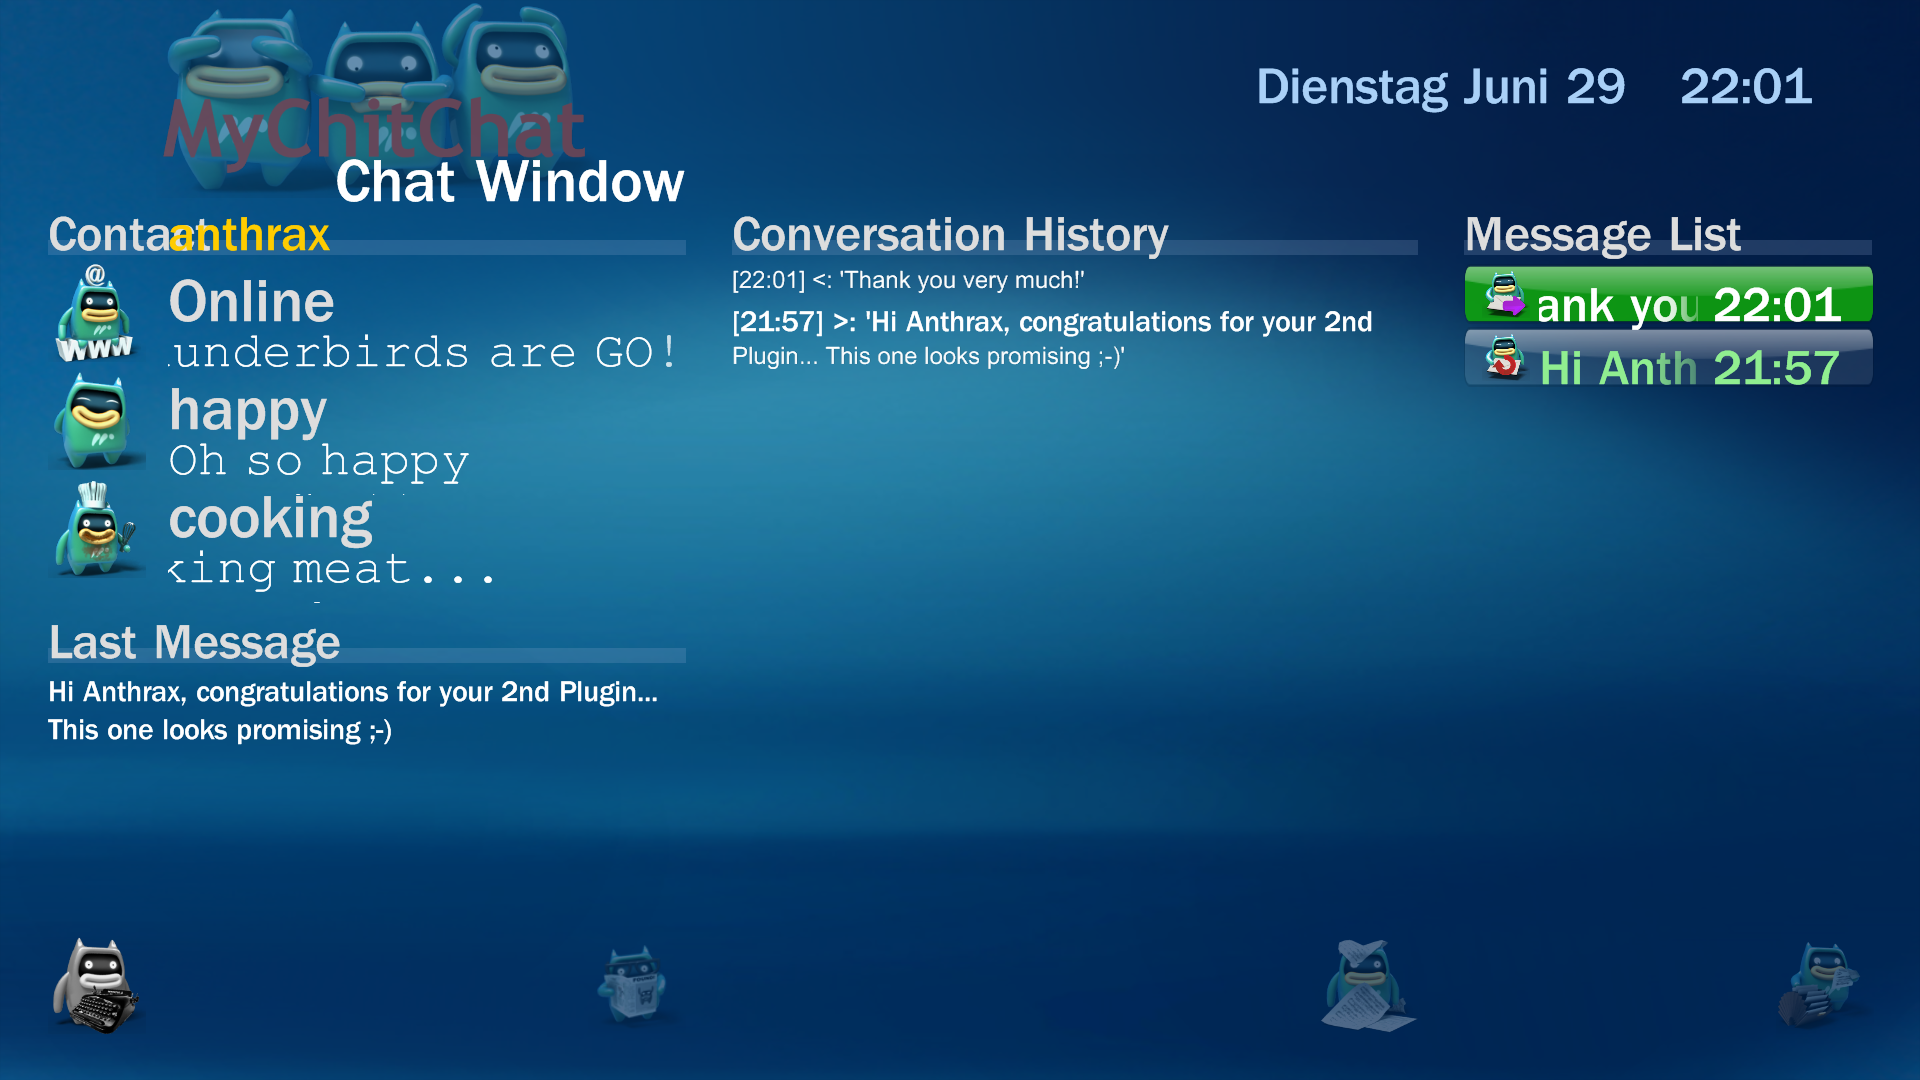 MyChitChat
Dienstag Juni 29 22:01
Chat Window
Contact anthrax
Online
underbirds are GO!
happy
Oh so happy
cooking
king meat...
Last Message
Hi Anthrax, congratulations for your 2nd Plugin...
This one looks promising ;-)
Conversation History
[22:01] <: 'Thank you very much!'
[21:57] >: 'Hi Anthrax, congratulations for your 2nd
Plugin... This one looks promising ;-)'
Message List
ank you 22:01
Hi Anth 21:57
@
WWW